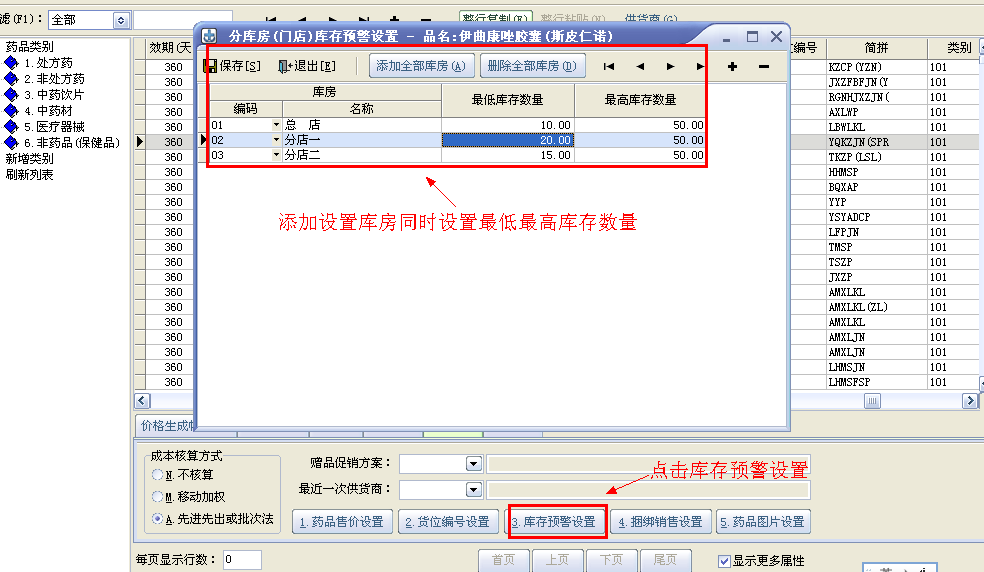 滤(F1): 全部
整行复制(R) 整行粘贴(N) 供货商(G)
药品类别
1.处方药
2.非处方药
3.中药饮片
4.中药材
5.医疗器械
6.非药品(保健品)
新增类别
刷新列表
分库房(门店)库存预警设置 - 品名:伊曲康唑胶囊(斯皮仁诺)
保存[S] 退出[E] 添加全部库房(A) 删除全部库房(D)
库房 最低库存数量 最高库存数量
编码 名称
01 总 店 10.00 50.00
02 分店一 20.00 50.00
03 分店二 15.00 50.00
添加设置库房同时设置最低最高库存数量
效期(天 编号 简拼 类别
360 KZCP(YZN) 101
360 JXZFBFJN(Y 101
360 RGNHJXZJN( 101
360 AXLWP 101
360 LBWLKL 101
360 YQKZJN(SPR 101
360 TKZP(LSL) 101
360 HHMSP 101
360 BQXAP 101
360 YYP 101
360 YSYADCP 101
360 LFPJN 101
360 TMSP 101
360 TSZP 101
360 JXZP 101
360 AMXLKL 101
360 AMXLKL(ZL) 101
360 AMXLKL 101
360 AMXLJN 101
360 AMXLJN 101
360 LHMSJN 101
360 LHMSFSP 101
价格生成
成本核算方式
N.不核算
M.移动加权
A.先进先出或批次法
赠品促销方案:
最近一次供货商:
点击库存预警设置
1.药品售价设置 2.货位编号设置 3.库存预警设置 4.捆绑销售设置 5.药品图片设置
每页显示行数: 0 首页 上页 下页 尾页 显示更多属性